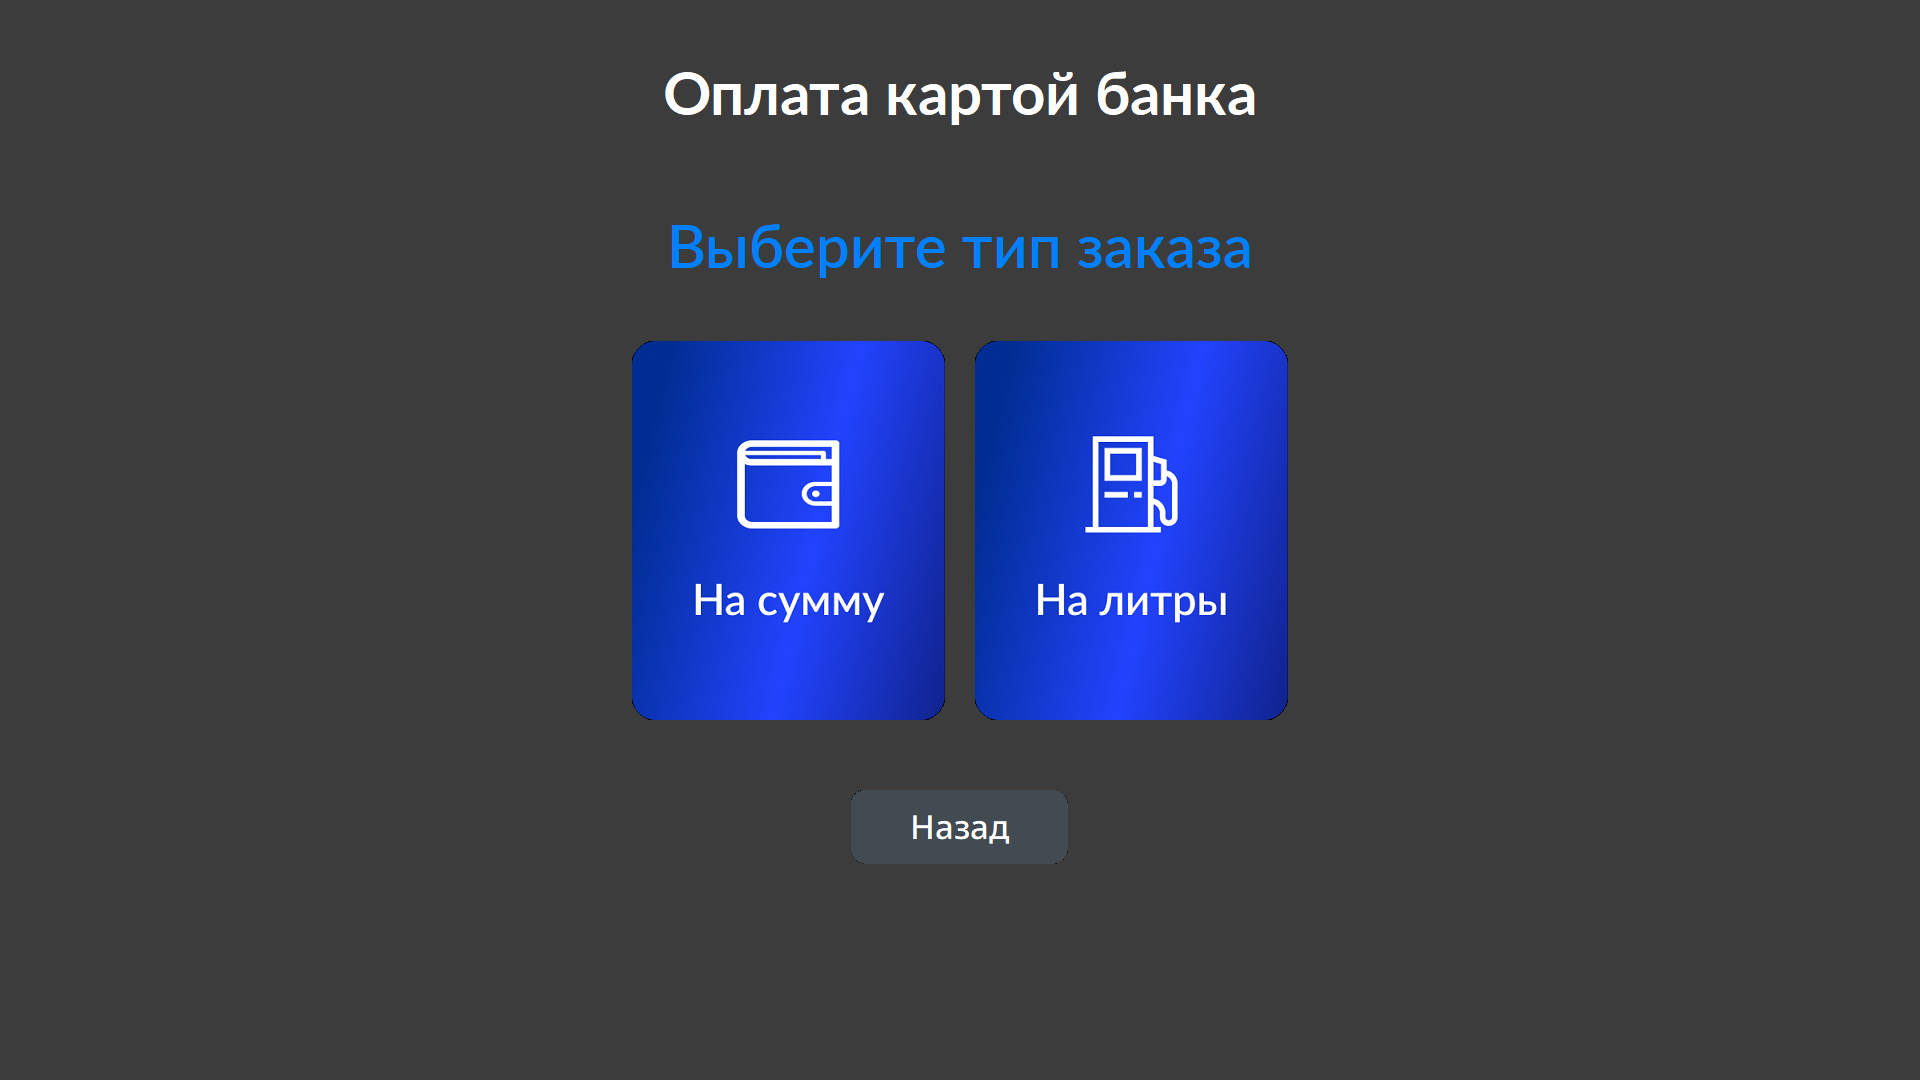 Оплата картой банка
Выберите тип заказа
На сумму
На литры
Назад